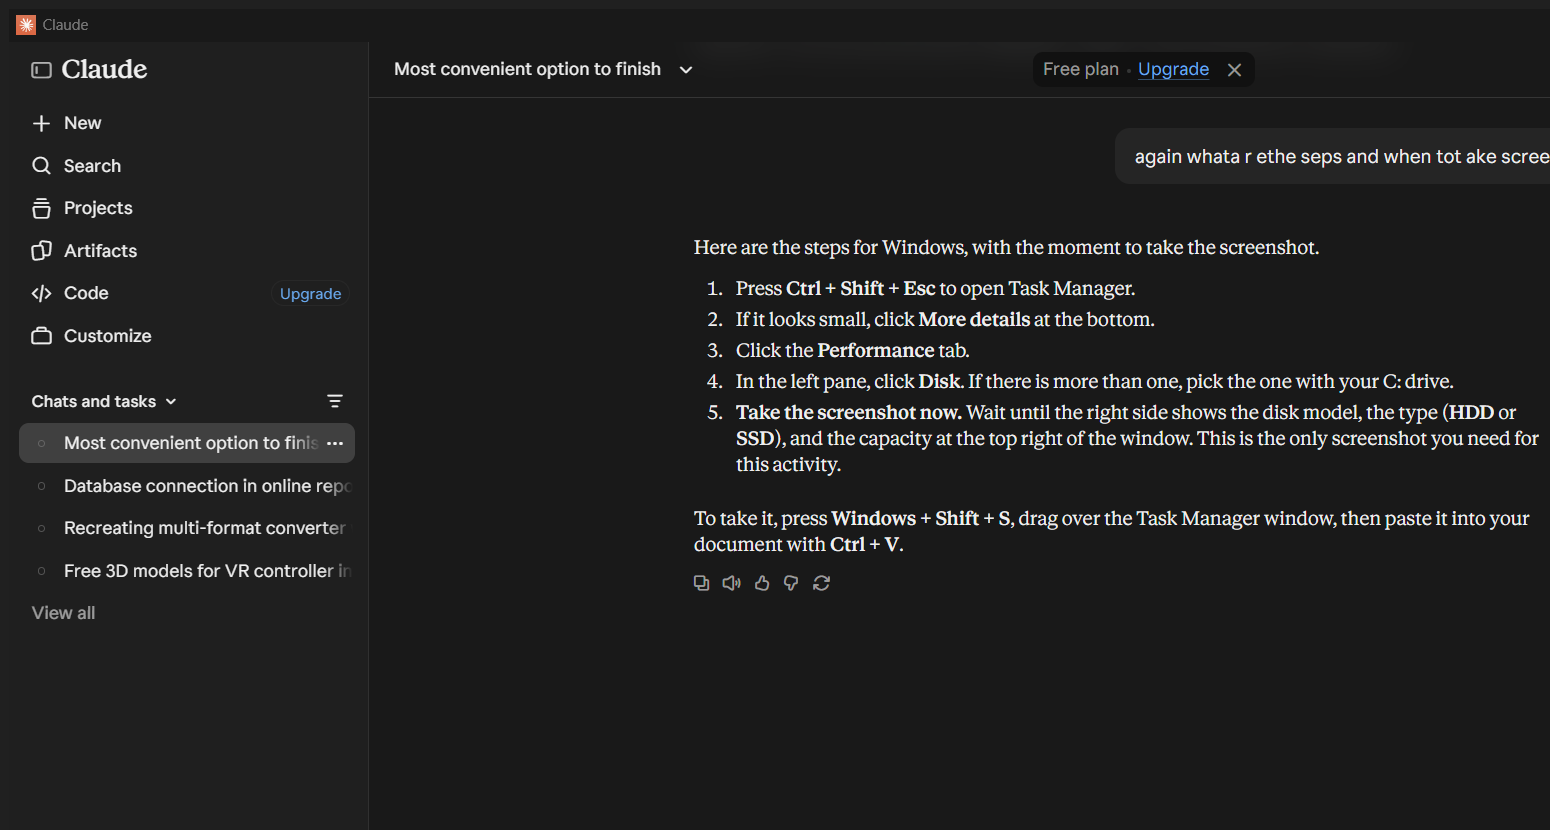 Claude
Claude
New
Search
Projects
Artifacts
Code
Upgrade
Customize
Chats and tasks
Most convenient option to finis
Database connection in online repo
Recreating multi-format converter
Free 3D models for VR controller in
View all
Most convenient option to finish
Free plan • Upgrade
again whata r ethe seps and when tot ake scree
Here are the steps for Windows, with the moment to take the screenshot.
1. Press Ctrl + Shift + Esc to open Task Manager.
2. If it looks small, click More details at the bottom.
3. Click the Performance tab.
4. In the left pane, click Disk. If there is more than one, pick the one with your C: drive.
5. Take the screenshot now. Wait until the right side shows the disk model, the type (HDD or
SSD), and the capacity at the top right of the window. This is the only screenshot you need for
this activity.
To take it, press Windows + Shift + S, drag over the Task Manager window, then paste it into your
document with Ctrl + V.